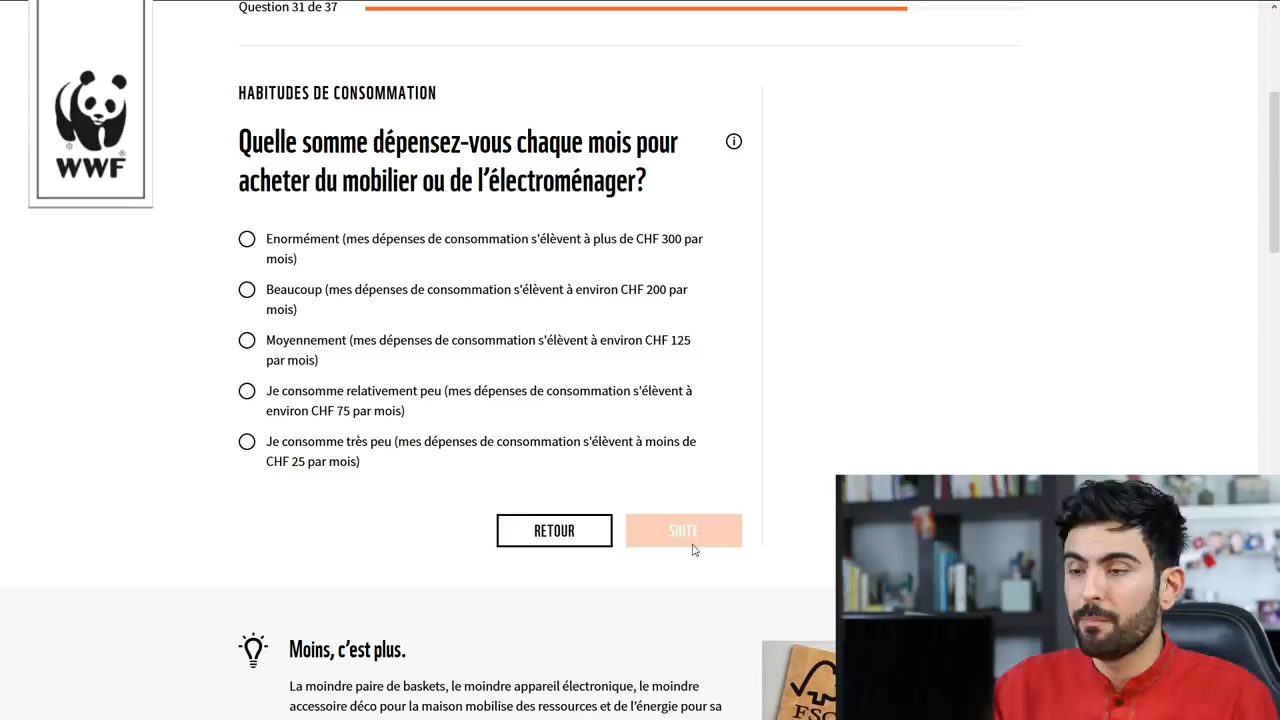 Question 31 de 37
©
®
WWF
HABITUDES DE CONSOMMATION
Quelle somme dépensez-vous chaque mois pour
acheter du mobilier ou de l’électroménager?
Enormément (mes dépenses de consommation s'élèvent à plus de CHF 300 par
mois)
Beaucoup (mes dépenses de consommation s'élèvent à environ CHF 200 par
mois)
Moyennement (mes dépenses de consommation s'élèvent à environ CHF 125
par mois)
Je consomme relativement peu (mes dépenses de consommation s'élèvent à
environ CHF 75 par mois)
Je consomme très peu (mes dépenses de consommation s'élèvent à moins de
CHF 25 par mois)
RETOUR
SUITE
Moins, c’est plus.
La moindre paire de baskets, le moindre appareil électronique, le moindre
accessoire déco pour la maison mobilise des ressources et de l’énergie pour sa
FSC